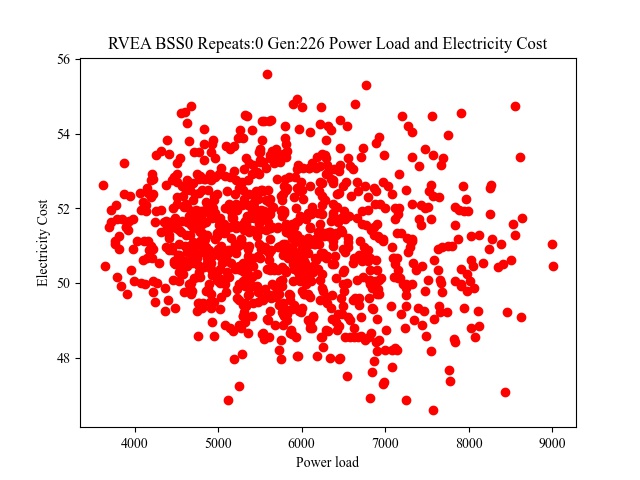 RVEA BSS0 Repeats:0 Gen:226 Power Load and Electricity Cost
56
54
52
50
48
Electricity Cost
4000 5000 6000 7000 8000 9000
Power load